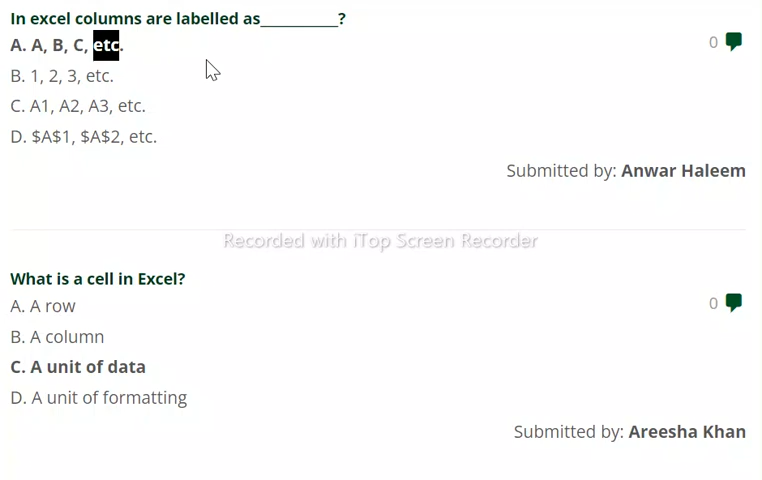 In excel columns are labelled as___________?
A. A, B, C, etc.
0
B. 1, 2, 3, etc.
C. A1, A2, A3, etc.
D. $A$1, $A$2, etc.
Submitted by: Anwar Haleem
Recorded with iTop Screen Recorder
What is a cell in Excel?
A. A row
0
B. A column
C. A unit of data
D. A unit of formatting
Submitted by: Areesha Khan